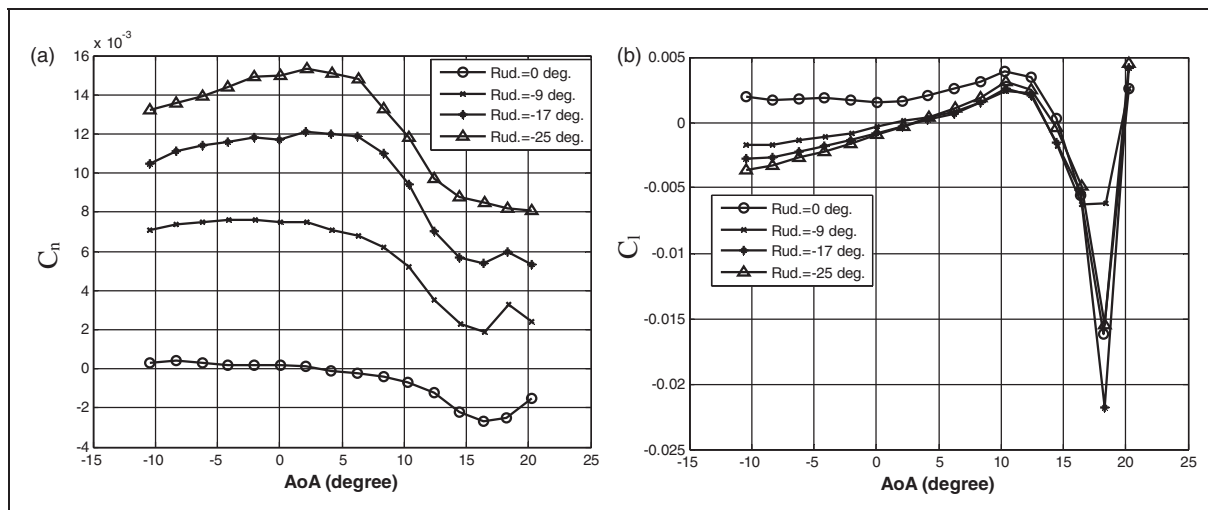 (a)
x 10⁻³
16
14
12
10
8
6
4
2
0
-2
-4
-15
-10
-5
0
5
10
15
20
25
Cₙ
AoA (degree)
Rud.=0 deg.
Rud.=-9 deg.
Rud.=-17 deg.
Rud.=-25 deg.
(b)
0.005
0
-0.005
-0.01
-0.015
-0.02
-0.025
-15
-10
-5
0
5
10
15
20
25
Cₗ
AoA (degree)
Rud.=0 deg.
Rud.=-9 deg.
Rud.=-17 deg.
Rud.=-25 deg.